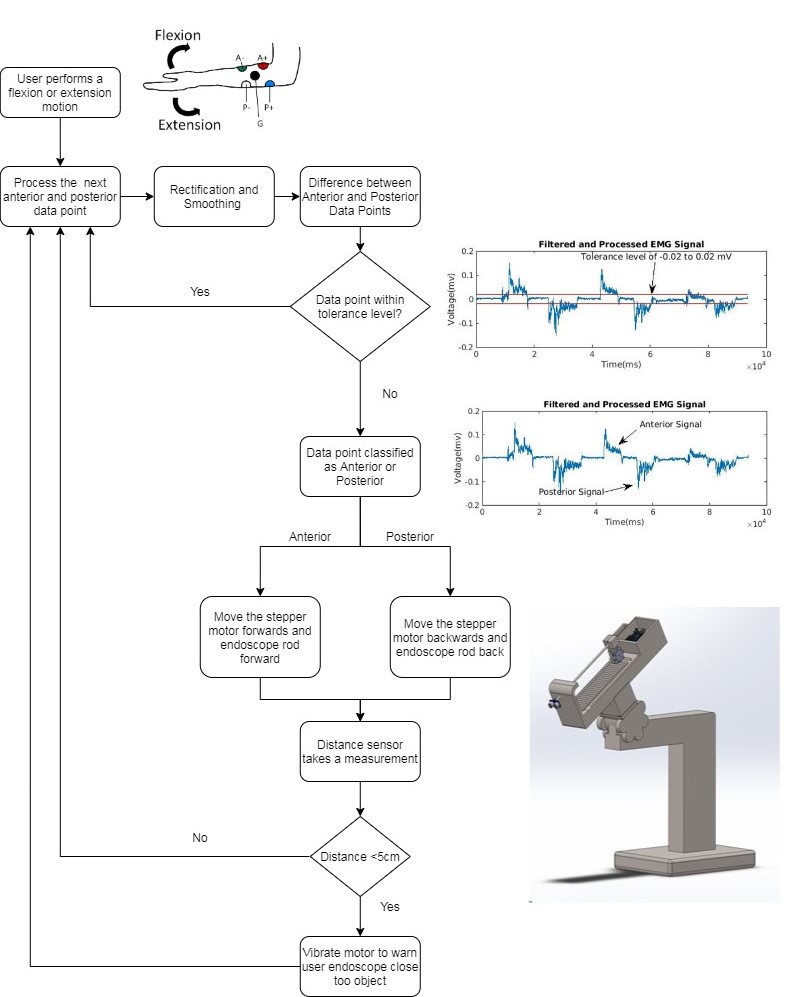 Flexion
A-
A+
P-
P+
G
Extension
User performs a
flexion or extension
motion
Process the next
anterior and posterior
data point
Rectification and
Smoothing
Difference between
Anterior and Posterior
Data Points
Yes
Data point within
tolerance level?
No
Filtered and Processed EMG Signal
Tolerance level of -0.02 to 0.02 mV
Voltage(mv)
0.2
0.1
0
-0.1
-0.2
0
2
4
6
8
10
Time(ms)
×10⁴
Filtered and Processed EMG Signal
Anterior Signal
Posterior Signal
Voltage(mv)
0.2
0.1
0
-0.1
-0.2
0
2
4
6
8
10
Time(ms)
×10⁴
Data point classified
as Anterior or
Posterior
Anterior
Posterior
Move the stepper
motor forwards and
endoscope rod
forward
Move the stepper
motor backwards and
endoscope rod back
Distance sensor
takes a measurement
No
Distance <5cm
Yes
Vibrate motor to warn
user endoscope close
too object